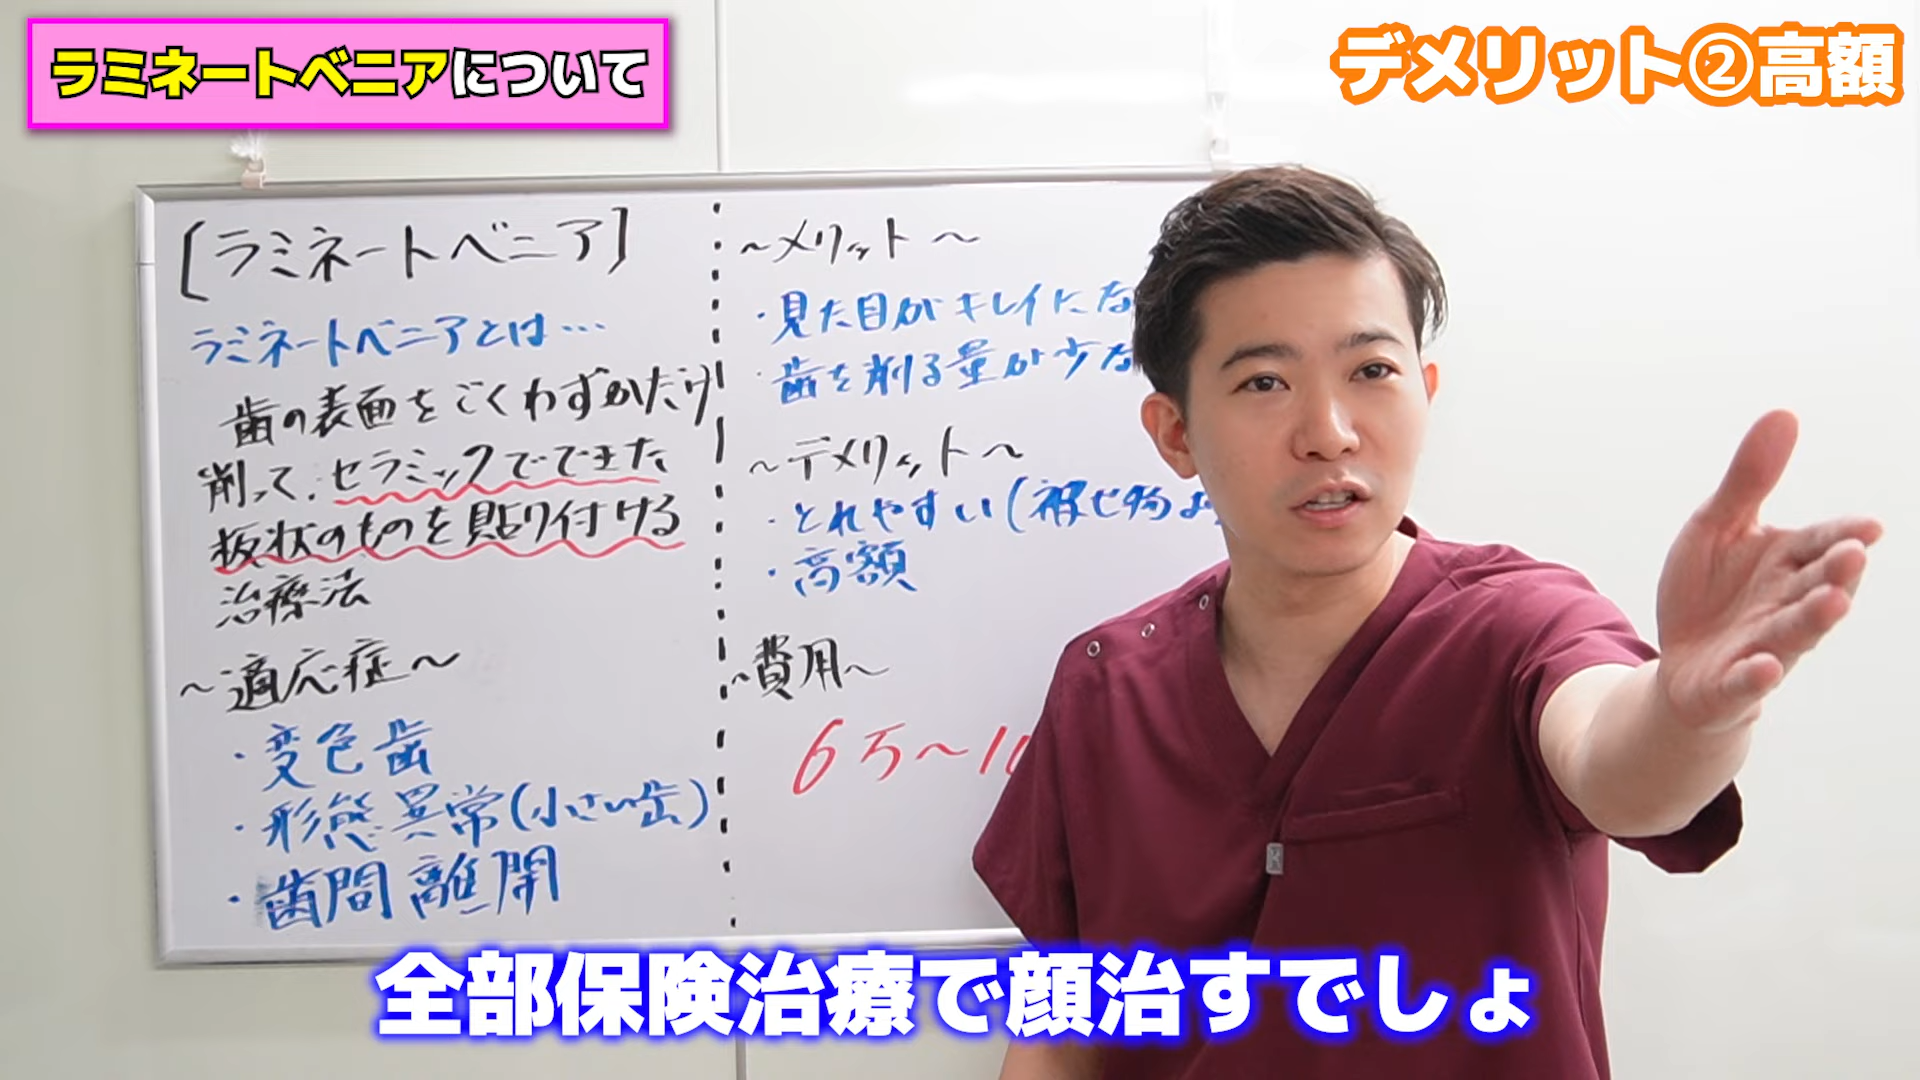 ラミネートベニアについて
デメリット②高額
[ラミネートベニア]
ラミネートベニアとは…
歯の表面をごくわずかだけ
削って、セラミックでできた
板状のものを貼り付ける
治療法
～適応症～
・変色歯
・形態異常(小さい歯)
・歯間離開
～メリット～
・見た目がキレイにな
・歯を削る量が少な
～デメリット～
・とれやすい(被せ物よ
・高額
～費用～
6万～10
全部保険治療で顔治すでしょ